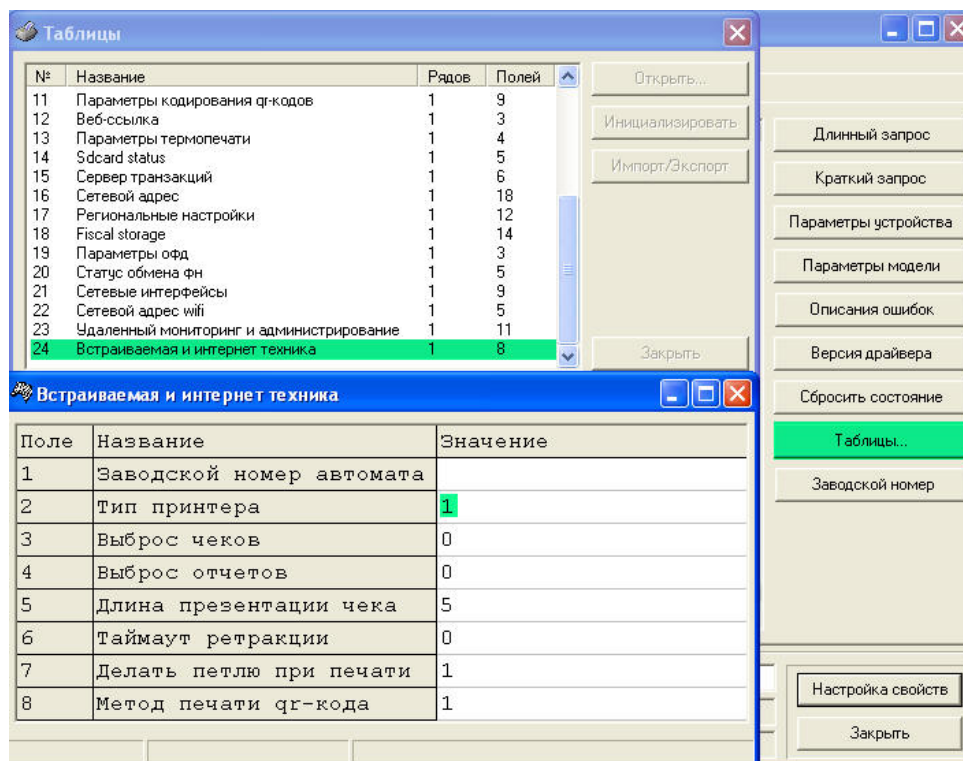 Таблицы
№ Название Рядов Полей
11 Параметры кодирования qr-кодов 1 9
12 Веб-ссылка 1 3
13 Параметры термопечати 1 4
14 Sdcard status 1 5
15 Сервер транзакций 1 6
16 Сетевой адрес 1 18
17 Региональные настройки 1 12
18 Fiscal storage 1 14
19 Параметры офд 1 3
20 Статус обмена фн 1 5
21 Сетевые интерфейсы 1 9
22 Сетевой адрес wifi 1 5
23 Удаленный мониторинг и администрирование 1 11
24 Встраиваемая и интернет техника 1 8
Открыть...
Инициализировать
Импорт/Экспорт
Закрыть
Длинный запрос
Краткий запрос
Параметры устройства
Параметры модели
Описания ошибок
Версия драйвера
Сбросить состояние
Таблицы...
Заводской номер
Встраиваемая и интернет техника
Поле Название Значение
1 Заводской номер автомата
2 Тип принтера 1
3 Выброс чеков 0
4 Выброс отчетов 0
5 Длина презентации чека 5
6 Таймаут ретракции 0
7 Делать петлю при печати 1
8 Метод печати qr-кода 1
Настройка свойств
Закрыть